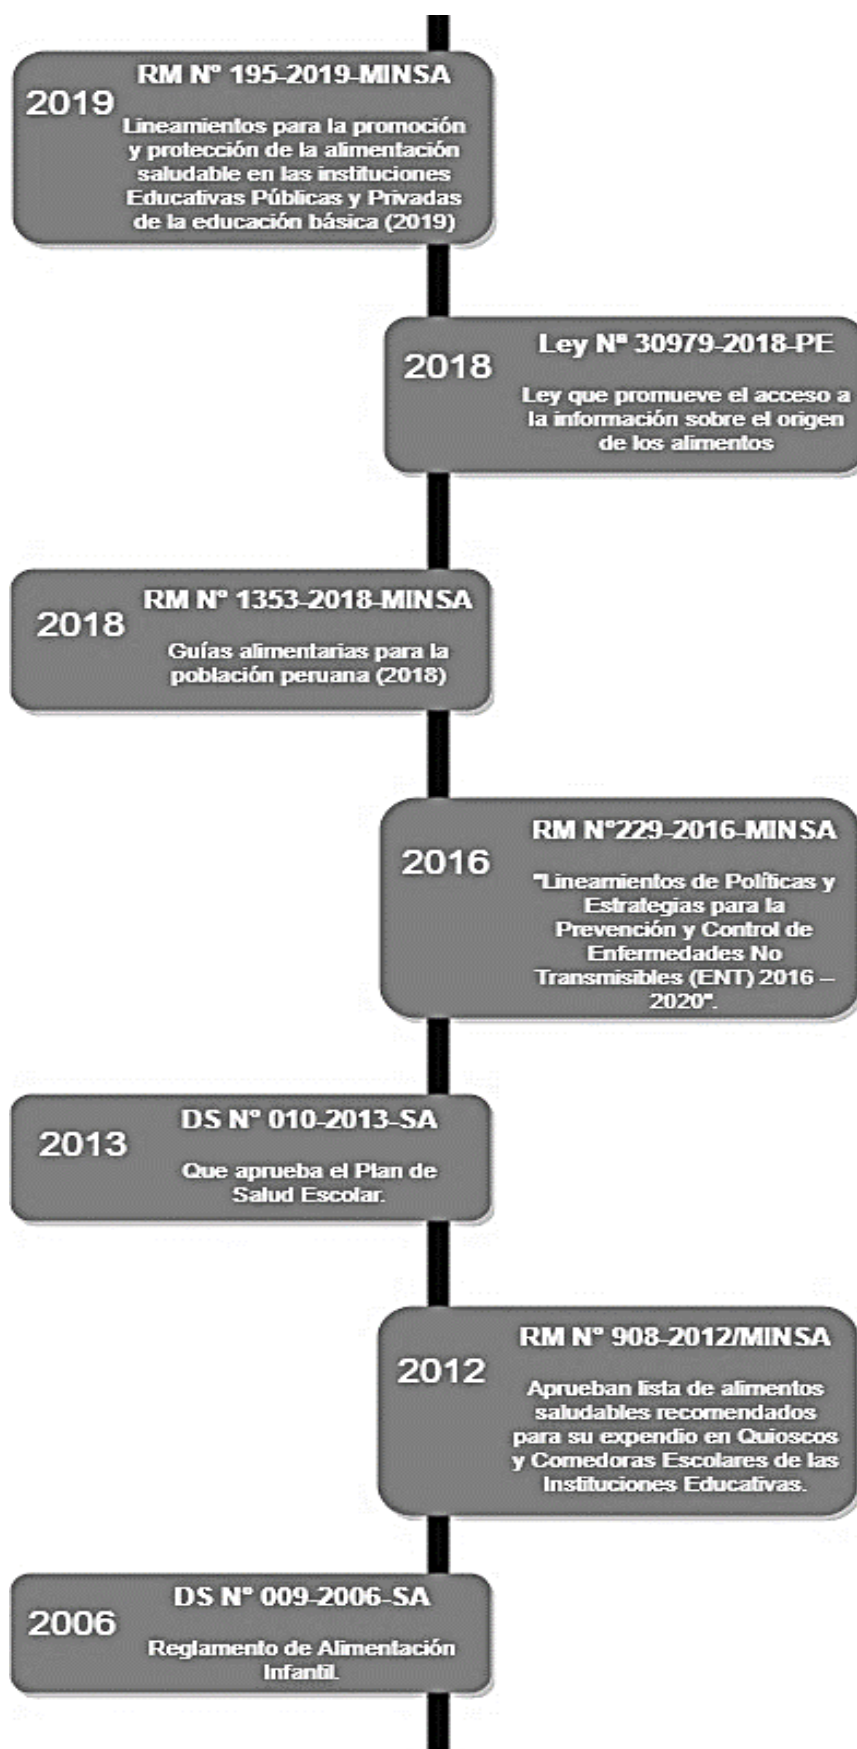 2019
RM N° 195-2019-MINSA
Lineamientos para la promoción
y protección de la alimentación
saludable en las instituciones
Educativas Públicas y Privadas
de la educación básica (2019)
2018
Ley Nª 30979-2018-PE
Ley que promueve el acceso a
la información sobre el origen
de los alimentos
2018
RM N° 1353-2018-MINSA
Guías alimentarias para la
población peruana (2018)
2016
RM N°229-2016-MINSA
"Lineamientos de Políticas y
Estrategias para la
Prevención y Control de
Enfermedades No
Transmisibles (ENT) 2016 –
2020".
2013
DS N° 010-2013-SA
Que aprueba el Plan de
Salud Escolar.
2012
RM N° 908-2012/MINSA
Aprueban lista de alimentos
saludables recomendados
para su expendio en Quioscos
y Comedoras Escolares de las
Instituciones Educativas.
2006
DS N° 009-2006-SA
Reglamento de Alimentación
Infantil.